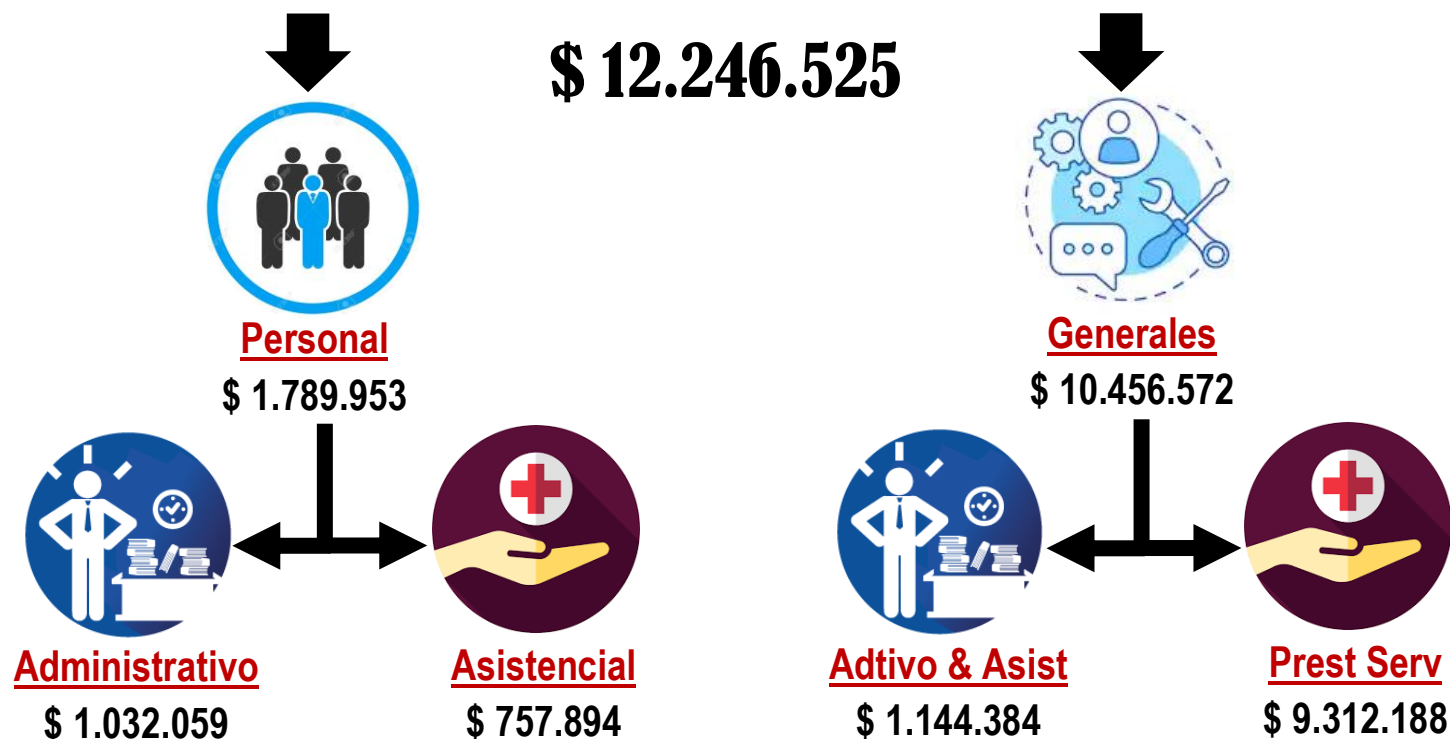 $ 12.246.525
Personal
$ 1.789.953
Generales
$ 10.456.572
Administrativo
$ 1.032.059
Asistencial
$ 757.894
Adtivo & Asist
$ 1.144.384
Prest Serv
$ 9.312.188